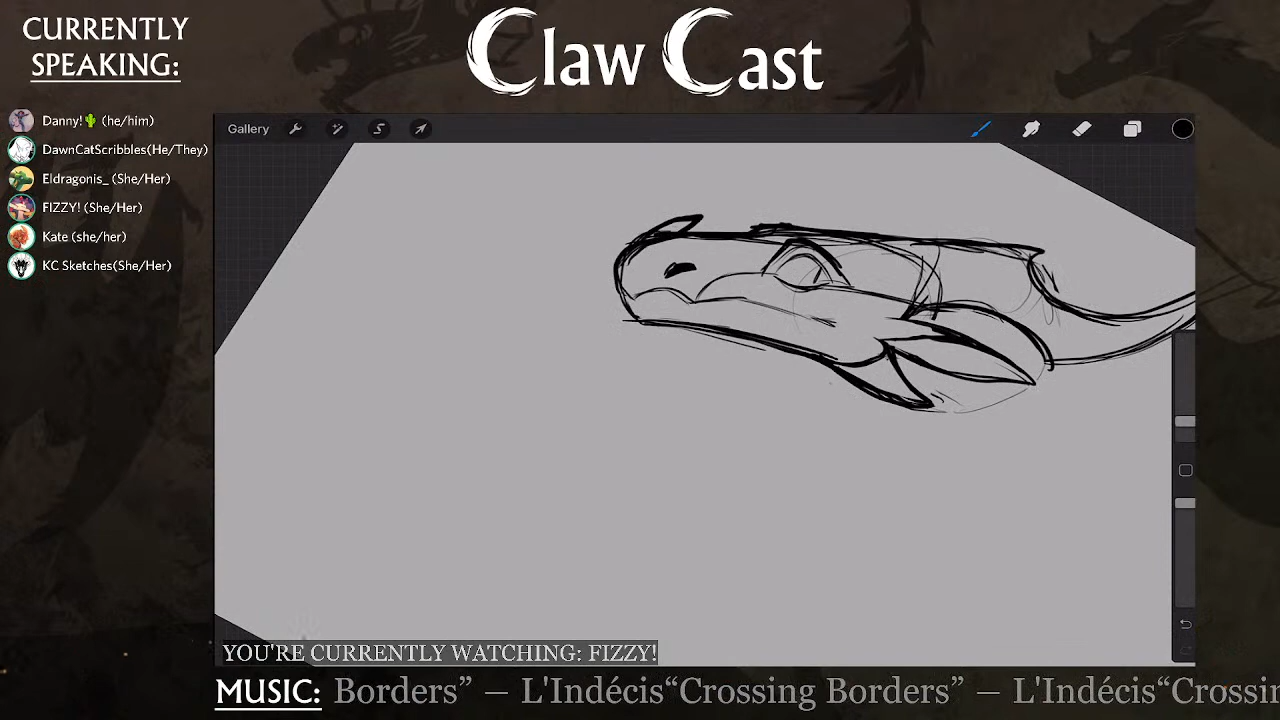 CURRENTLY
SPEAKING:
Claw Cast
Danny!🌵 (he/him)
DawnCatScribbles(He/They)
Eldragonis_ (She/Her)
FIZZY! (She/Her)
Kate (she/her)
KC Sketches(She/Her)
Gallery
YOU'RE CURRENTLY WATCHING: FIZZY!
MUSIC: Borders” — L'Indécis“Crossing Borders” — L'Indécis“Crossin